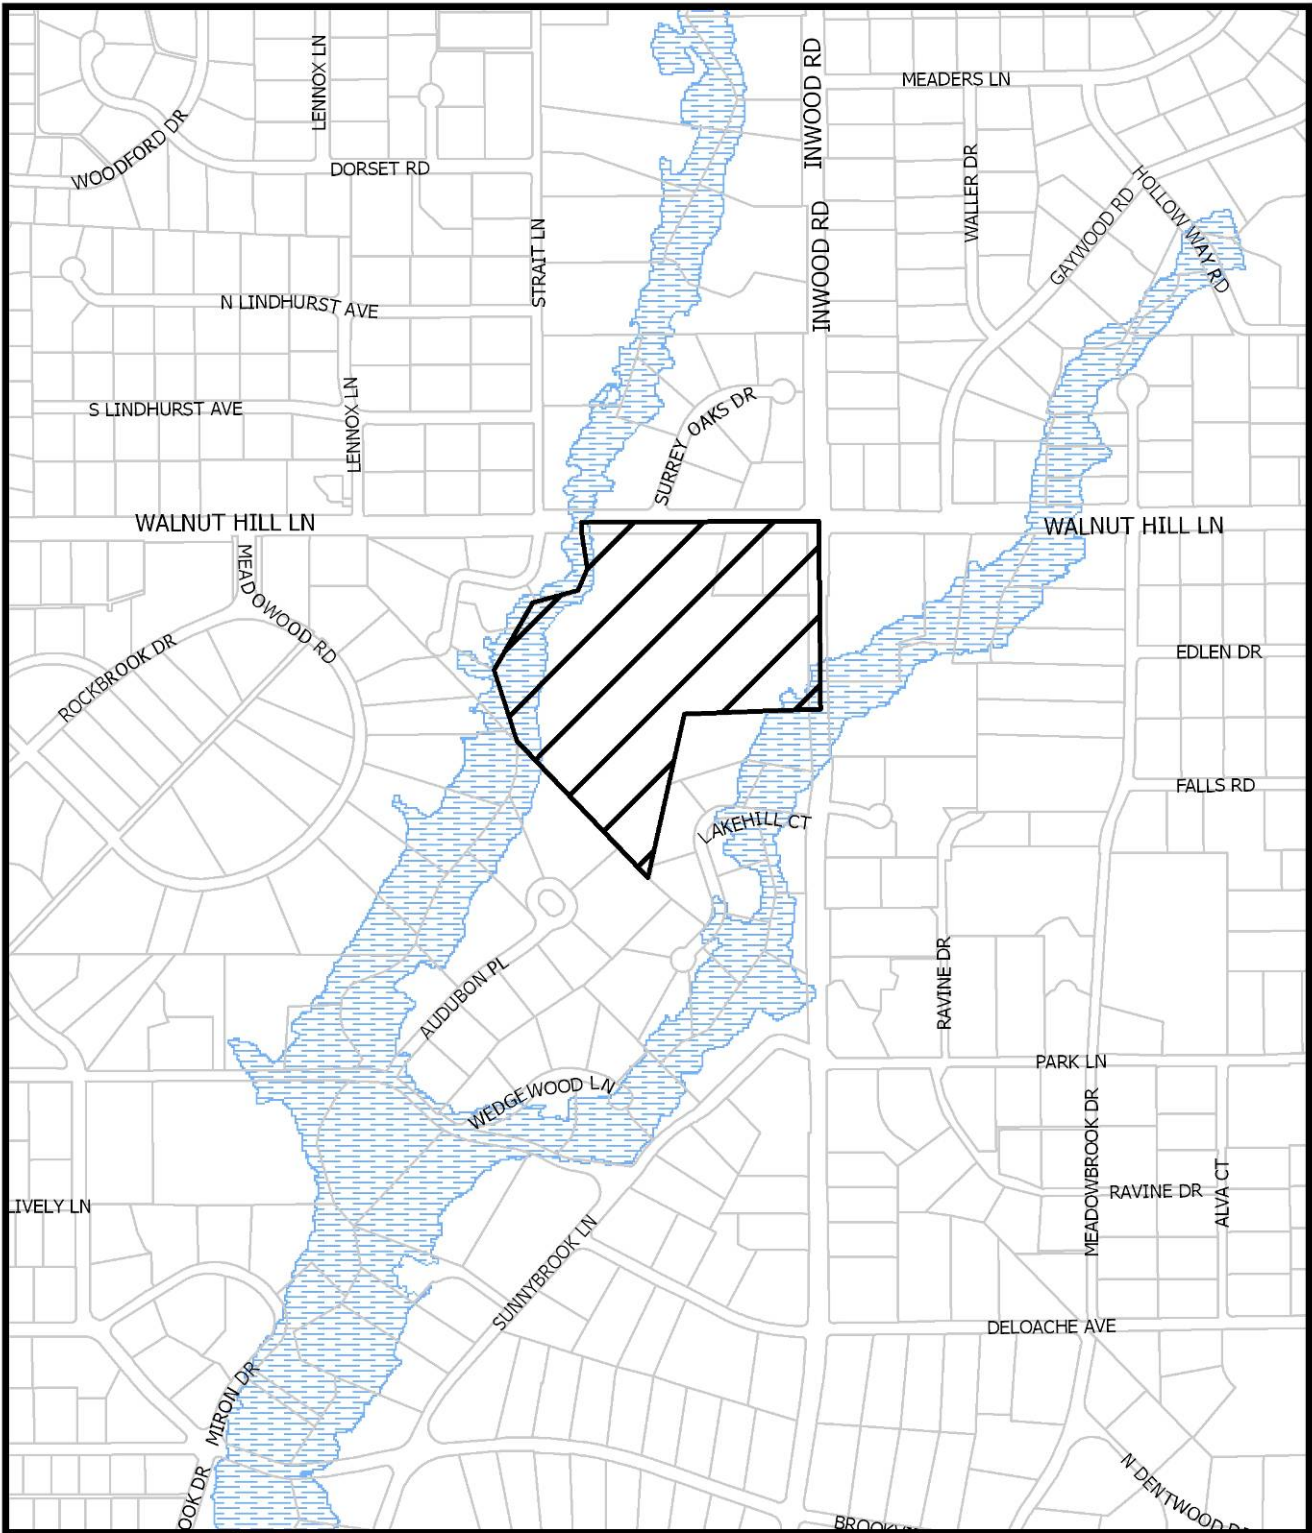 LENNOX LN
INWOOD RD
MEADERS LN
WOODFORD DR
DORSET RD
WALLER DR
HOLLOW WAY RD
GAYWOOD RD
STRAIT LN
INWOOD RD
N LINDHURST AVE
S LINDHURST AVE
LENNOX LN
SURREY OAKS DR
WALNUT HILL LN
WALNUT HILL LN
MEADOWOOD RD
ROCKBROOK DR
EDLEN DR
FALLS RD
LAKEHILL CT
RAVINE DR
AUDUBON PL
PARK LN
WEDGEWOOD LN
MEADOWBROOK DR
RAVINE DR
ALVA CT
LIVELY LN
SUNNYBROOK LN
DELOACHE AVE
MIRON DR
OOK DR
N DENTWOOD DR